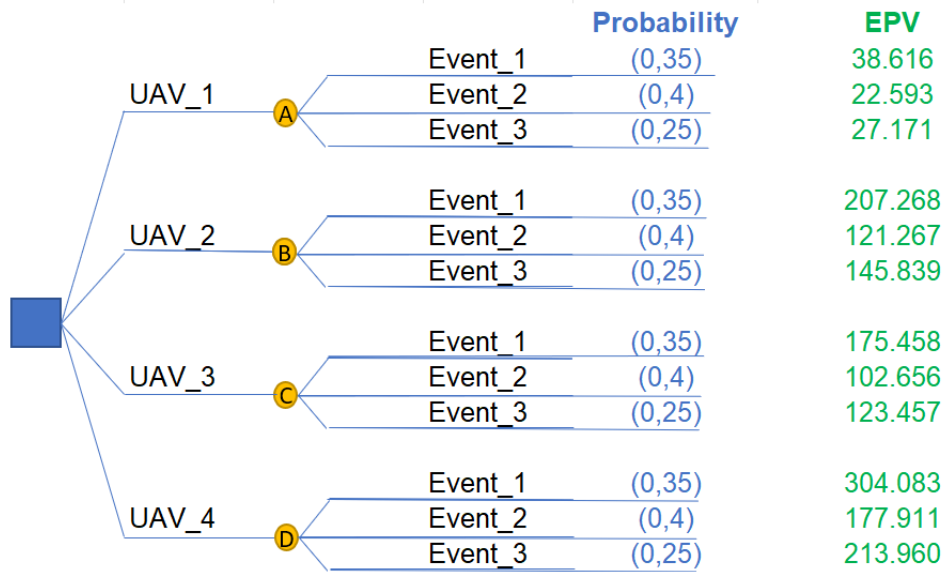 Probability EPV
Event_1 (0,35) 38.616
UAV_1 A Event_2 (0,4) 22.593
Event_3 (0,25) 27.171
Event_1 (0,35) 207.268
UAV_2 B Event_2 (0,4) 121.267
Event_3 (0,25) 145.839
Event_1 (0,35) 175.458
UAV_3 C Event_2 (0,4) 102.656
Event_3 (0,25) 123.457
Event_1 (0,35) 304.083
UAV_4 D Event_2 (0,4) 177.911
Event_3 (0,25) 213.960